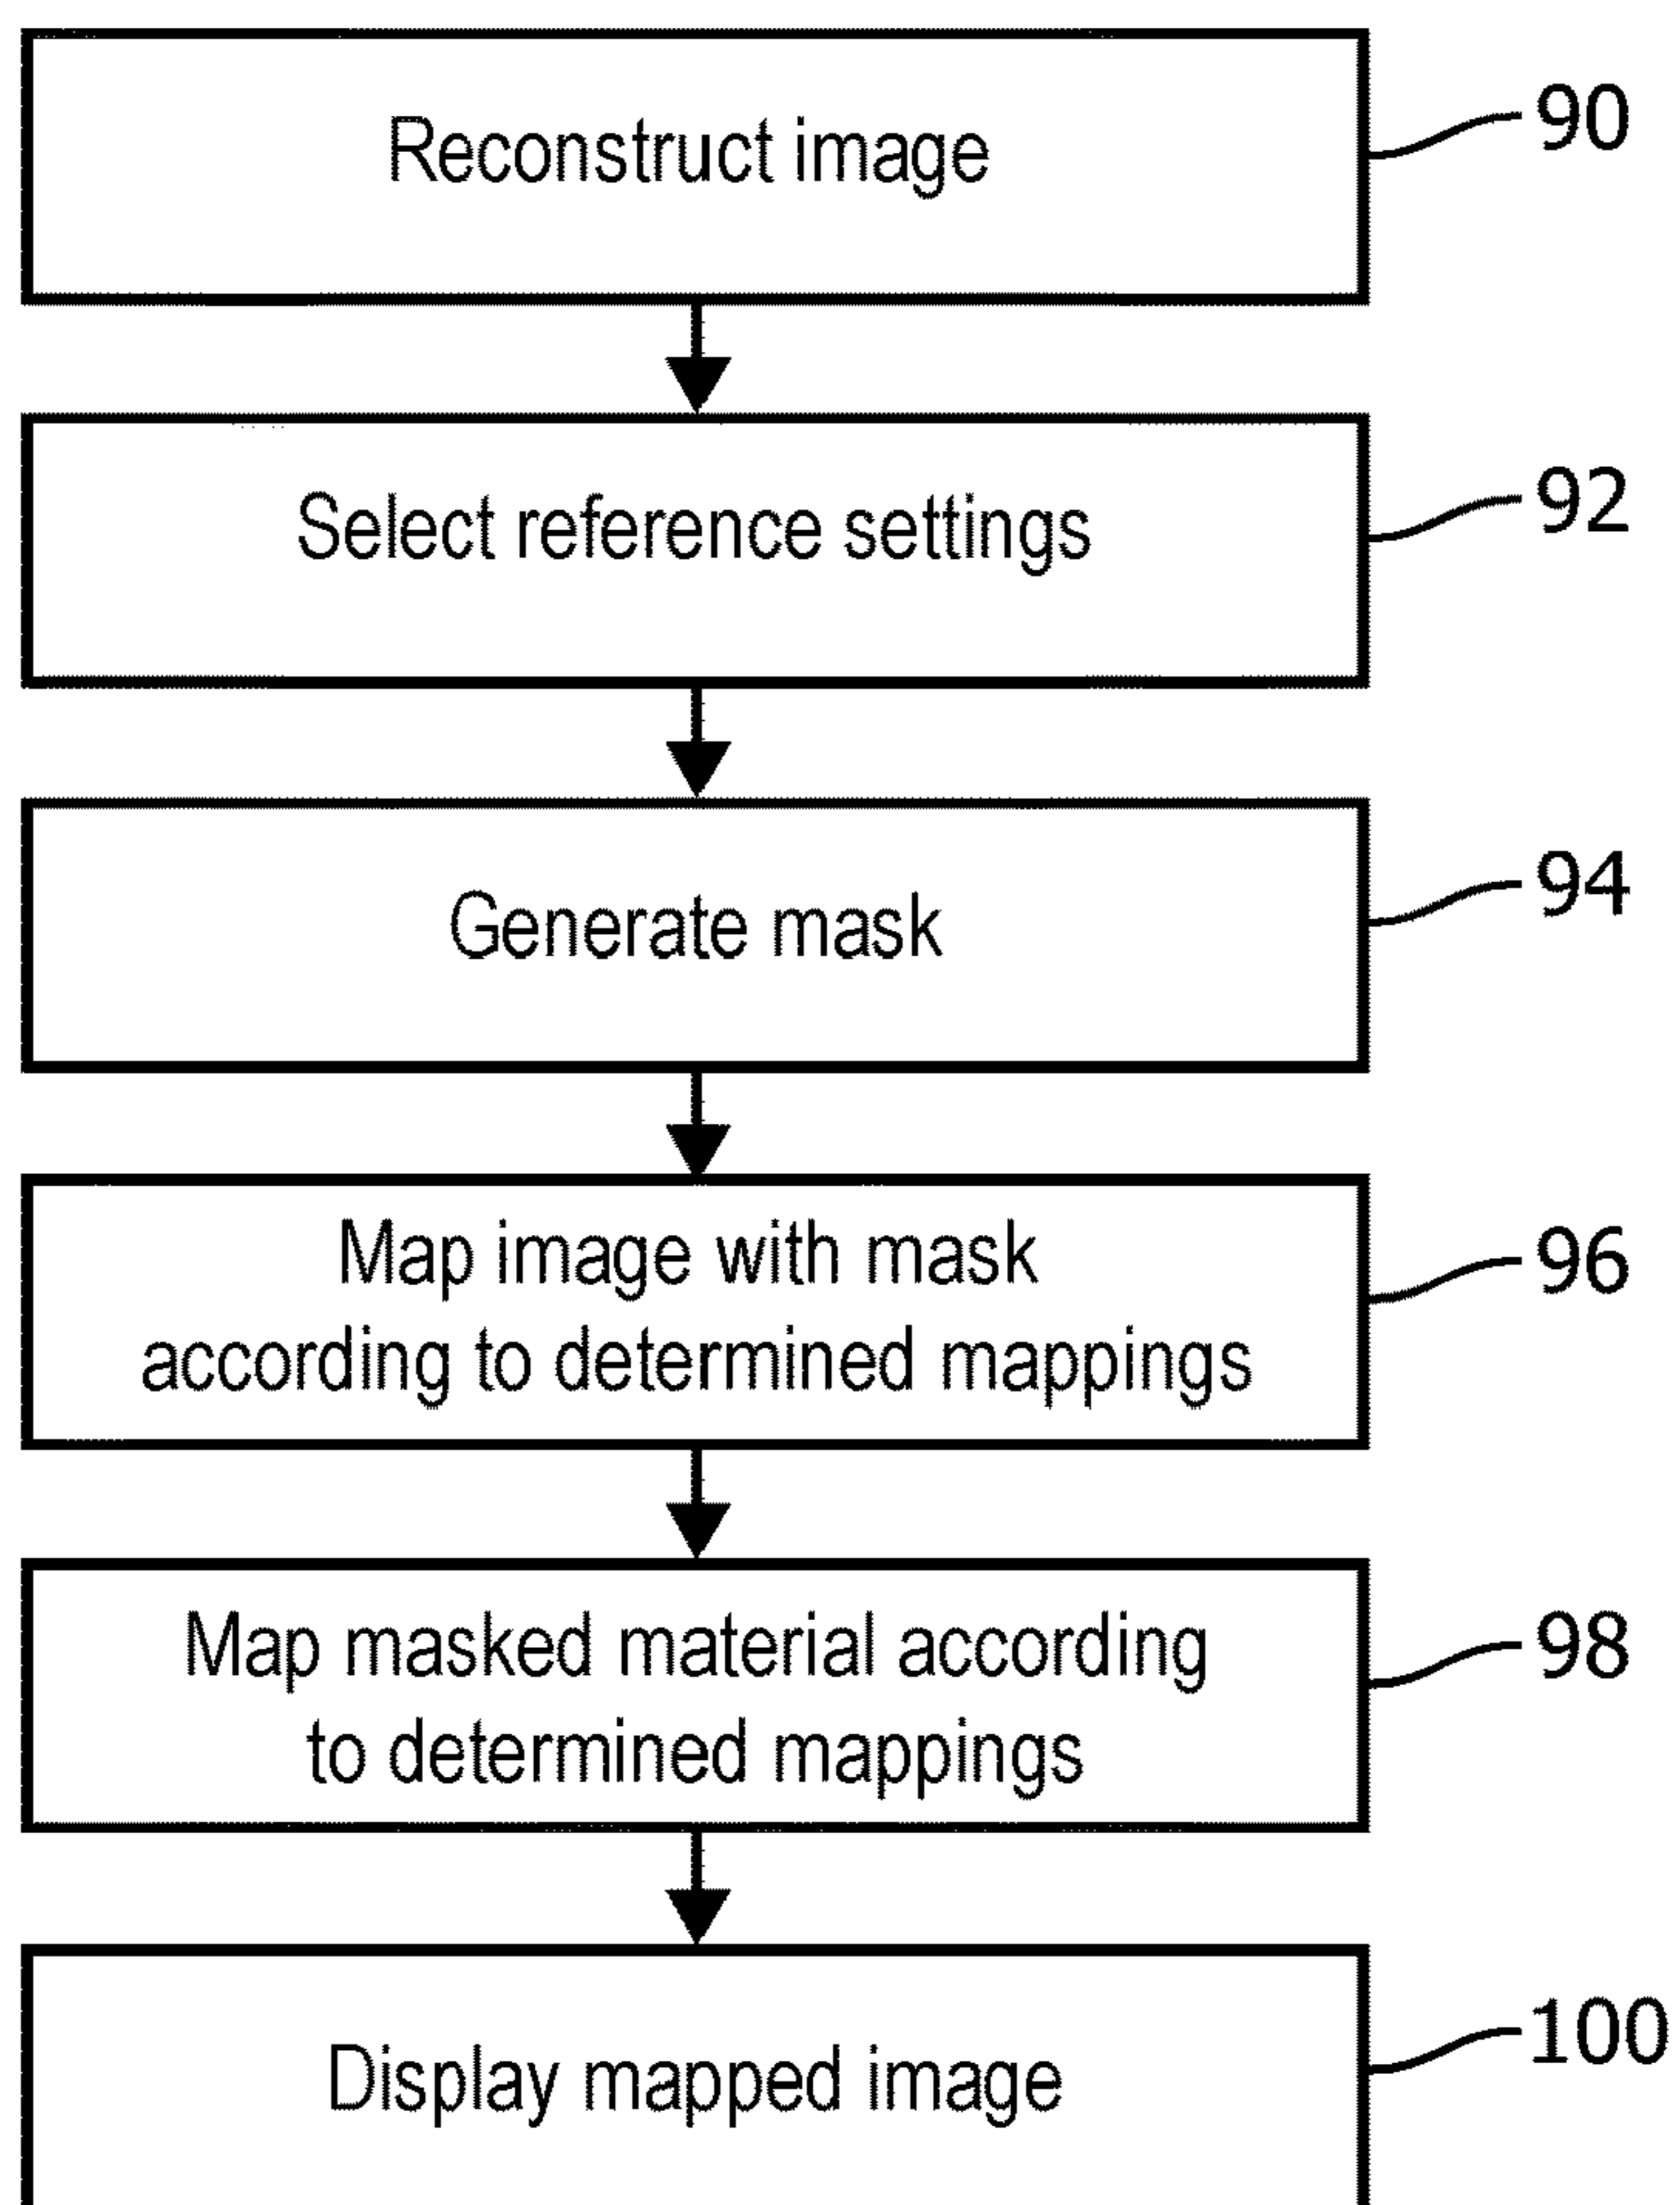 Reconstruct image
90
Select reference settings
92
Generate mask
94
Map image with mask
according to determined mappings
96
Map masked material according
to determined mappings
98
Display mapped image
100